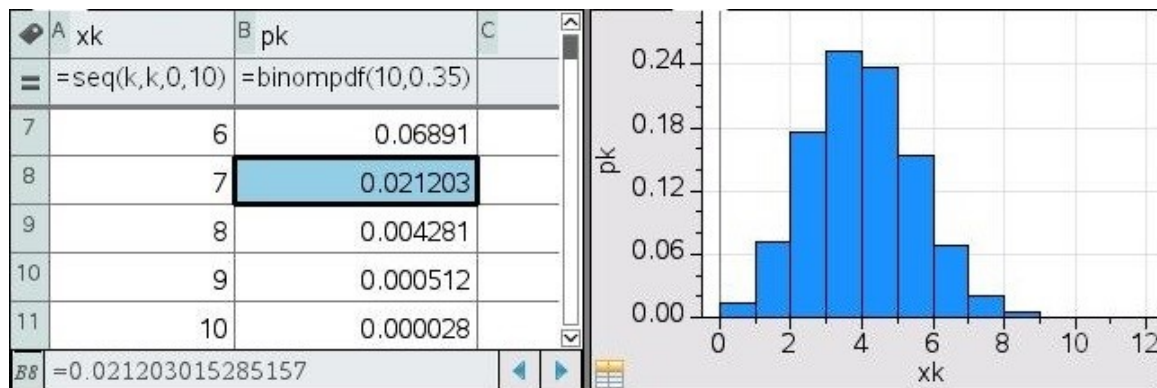 A xk B pk C
=seq(k,k,0,10) =binompdf(10,0.35)
7 6 0.06891
8 7 0.021203
9 8 0.004281
10 9 0.000512
11 10 0.000028
B8 =0.021203015285157
pk
0.24
0.18
0.12
0.06
0.00
0 2 4 6 8 10 12
xk